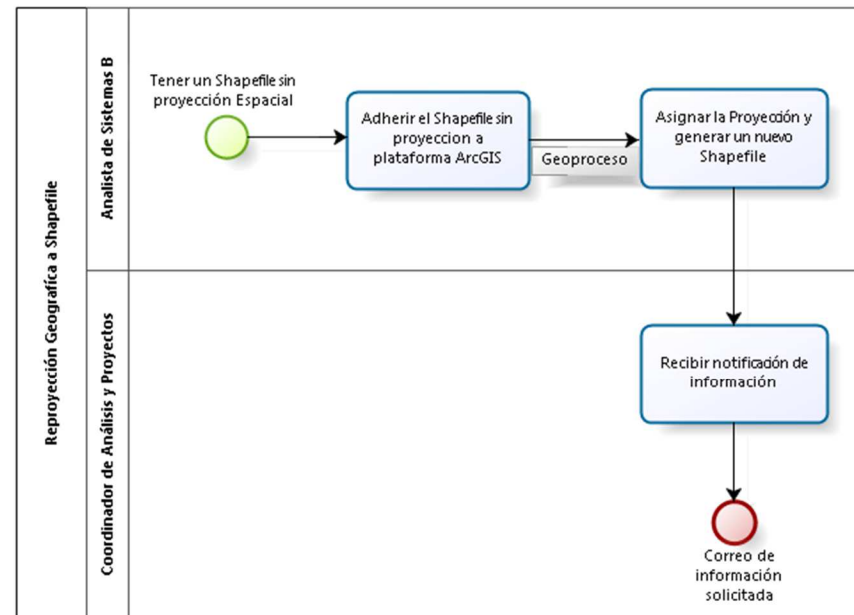 Reproyección Geografíca a Shapefile
Analista de Sistemas B
Tener un Shapefile sin
proyección Espacial
Adherir el Shapefile sin
proyeccion a
plataforma ArcGIS
Geoproceso
Asignar la Proyección y
generar un nuevo
Shapefile
Coordinador de Análisis y Proyectos
Recibir notificación de
información
Correo de
información
solicitada